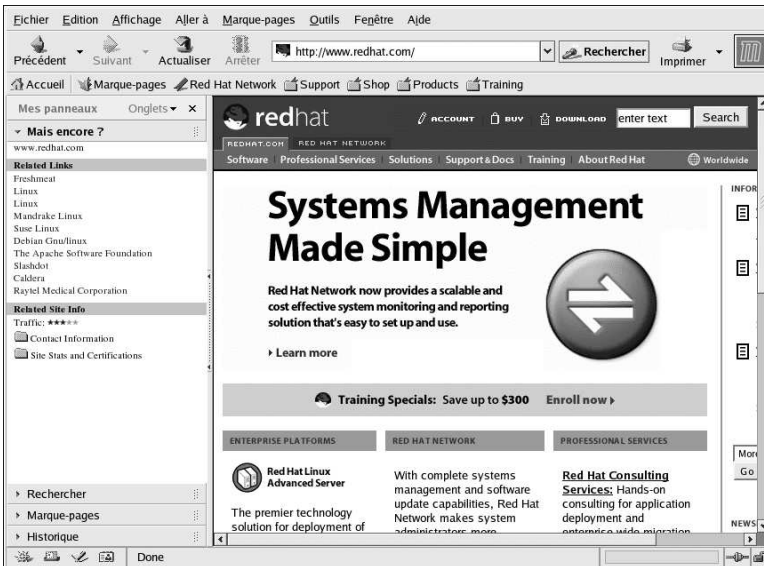 Fichier Edition Affichage Aller à Marque-pages Outils Fenêtre Aide
Précédent Suivant Actualiser Arrêter http://www.redhat.com/ Rechercher Imprimer
Accueil Marque-pages Red Hat Network Support Shop Products Training
Mes panneaux Onglets
Mais encore ?
www.redhat.com
Related Links
Freshmeat
Linux
Linux
Mandrake Linux
Suse Linux
Debian Gnu/linux
The Apache Software Foundation
Slashdot
Caldera
Raytel Medical Corporation
Related Site Info
Traffic: ★★★★★
Contact Information
Site Stats and Certifications
Rechercher
Marque-pages
Historique
redhat ACCOUNT BUY DOWNLOAD enter text Search
REDHAT.COM RED HAT NETWORK
Software Professional Services Solutions Support & Docs Training About Red Hat Worldwide
Systems Management
Made Simple
Red Hat Network now provides a scalable and
cost effective system monitoring and reporting
solution that's easy to set up and use.
Learn more
Training Specials: Save up to $300 Enroll now
ENTERPRISE PLATFORMS
Red Hat Linux
Advanced Server
The premier technology
solution for deployment of
RED HAT NETWORK
With complete systems
management and software
update capabilities, Red Hat
Network makes system
administrators more
PROFESSIONAL SERVICES
Red Hat Consulting
Services: Hands-on
consulting for application
deployment and
enterprise wide migration
INFOR
More
Go
NEWS
Done